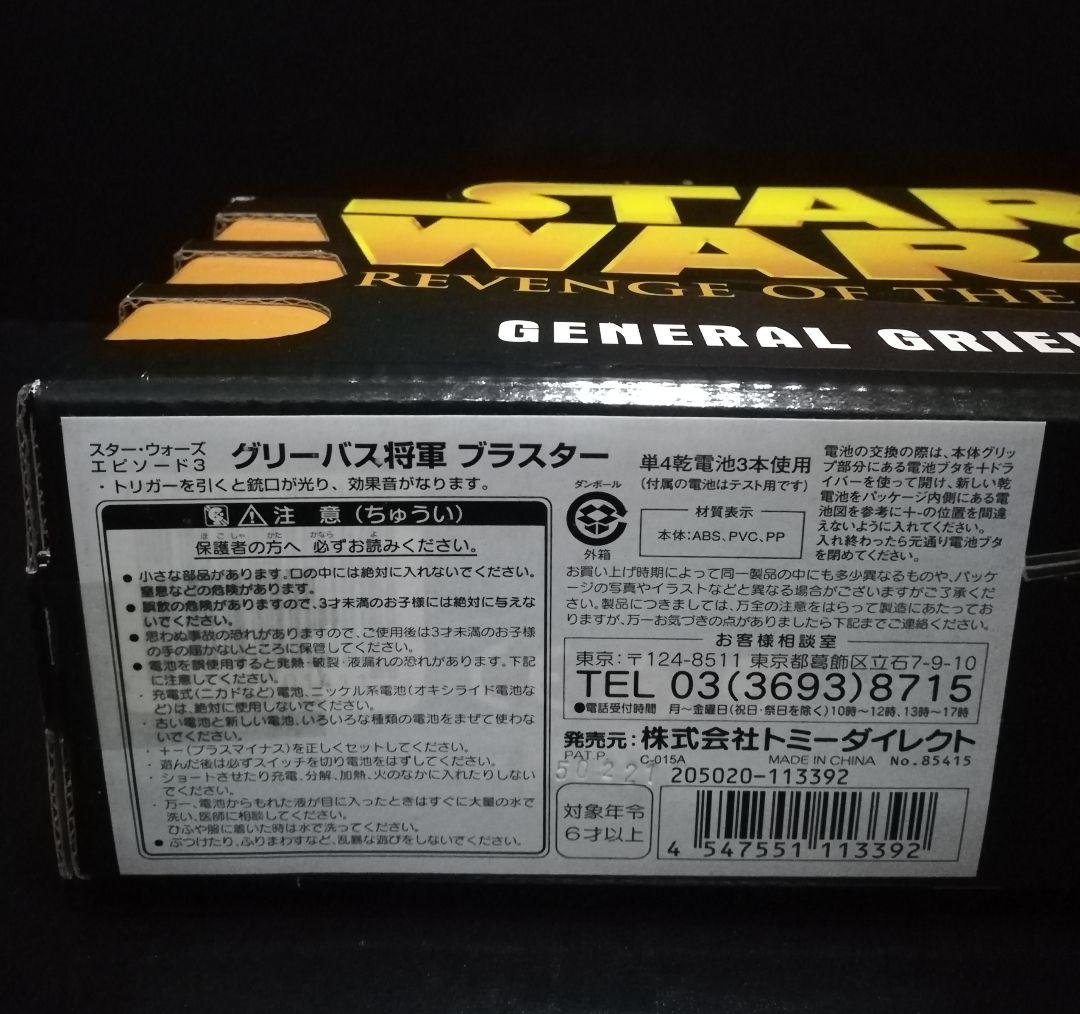 STAR
WARS
REVENGE OF THE
GENERAL GRIE
スター・ウォーズ
エピソード3
グリーバス将軍 ブラスター
・トリガーを引くと銃口が光り、効果音がなります。
注 意(ちゅうい)
ほごしゃ かた かなら よ
保護者の方へ 必ずお読みください。
● 小さな部品があります。口の中には絶対に入れないでください。
窒息などの危険があります。
● 誤飲の危険がありますので、3才未満のお子様には絶対に与えな
いでください。
● 思わぬ事故の恐れがありますので、ご使用後は3才未満のお子様
の手の届かないところに保管してください。
● 電池を誤使用すると発熱・破裂・液漏れの恐れがあります。下記
に注意してください。
・充電式(ニカドなど)電池、ニッケル系電池(オキシライド電池な
ど)は、絶対に使用しないでください。
・古い電池と新しい電池、いろいろな種類の電池をまぜて使わな
いでください。
・+−(プラスマイナス)を正しくセットしてください。
・遊んだ後は必ずスイッチを切り電池をはずしてください。
・ショートさせたり充電、分解、加熱、火のなかに入れたりしない
でください。
・万一、電池からもれた液が目に入ったときはすぐに大量の水で
洗い、医師に相談してください。
ひふや服に着いた時は水で洗ってください。
● ぶつけたり、ふりまわすなど、乱暴な遊びをしないでください。
単4乾電池3本使用
(付属の電池はテスト用です)
ダンボール
外箱
材質表示
本体:ABS、PVC、PP
電池の交換の際は、本体グリッ
プ部分にある電池ブタを+ドラ
イバーを使って開け、新しい乾
電池をパッケージ内側にある電
池図を参考に+-の位置を間違
えないように入れてください。
入れ終わったら元通り電池ブタ
を閉めてください。
お買い上げ時期によって同一製品の中にも多少異なるものや、パッケ
ージの写真やイラストなどと異なる場合がございますがご了承くだ
さい。製品につきましては、万全の注意をはらって製造にあたってお
りますが、万一お気づきの点がありましたら下記までご連絡ください。
お客様相談室
東京:〒124-8511 東京都葛飾区立石7-9-10
TEL 03(3693)8715
●電話受付時間 月〜金曜日(祝日・祭日を除く)10時〜12時、13時〜17時
発売元:株式会社トミーダイレクト
PAT.P. C-015A MADE IN CHINA No.85415
50221
205020-113392
対象年令
6才以上
4 547551 113392